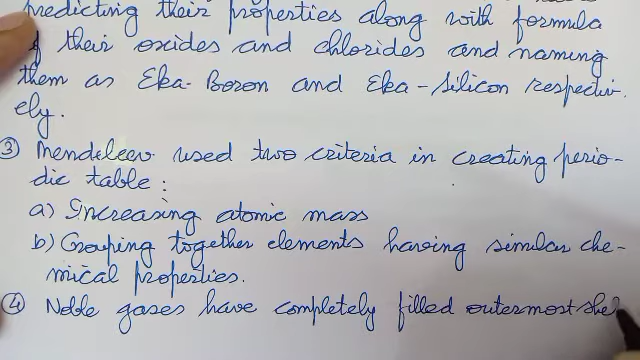 predicting their properties along with formula
of their oxides and chlorides and naming
them as Eka-Boron and Eka-Silicon respectiv-
ely.
③ Mendeleev used two criteria in creating perio-
dic table:
a) Increasing atomic mass
b) Grouping together elements having similar che-
mical properties.
④ Noble gases have completely filled outermost she